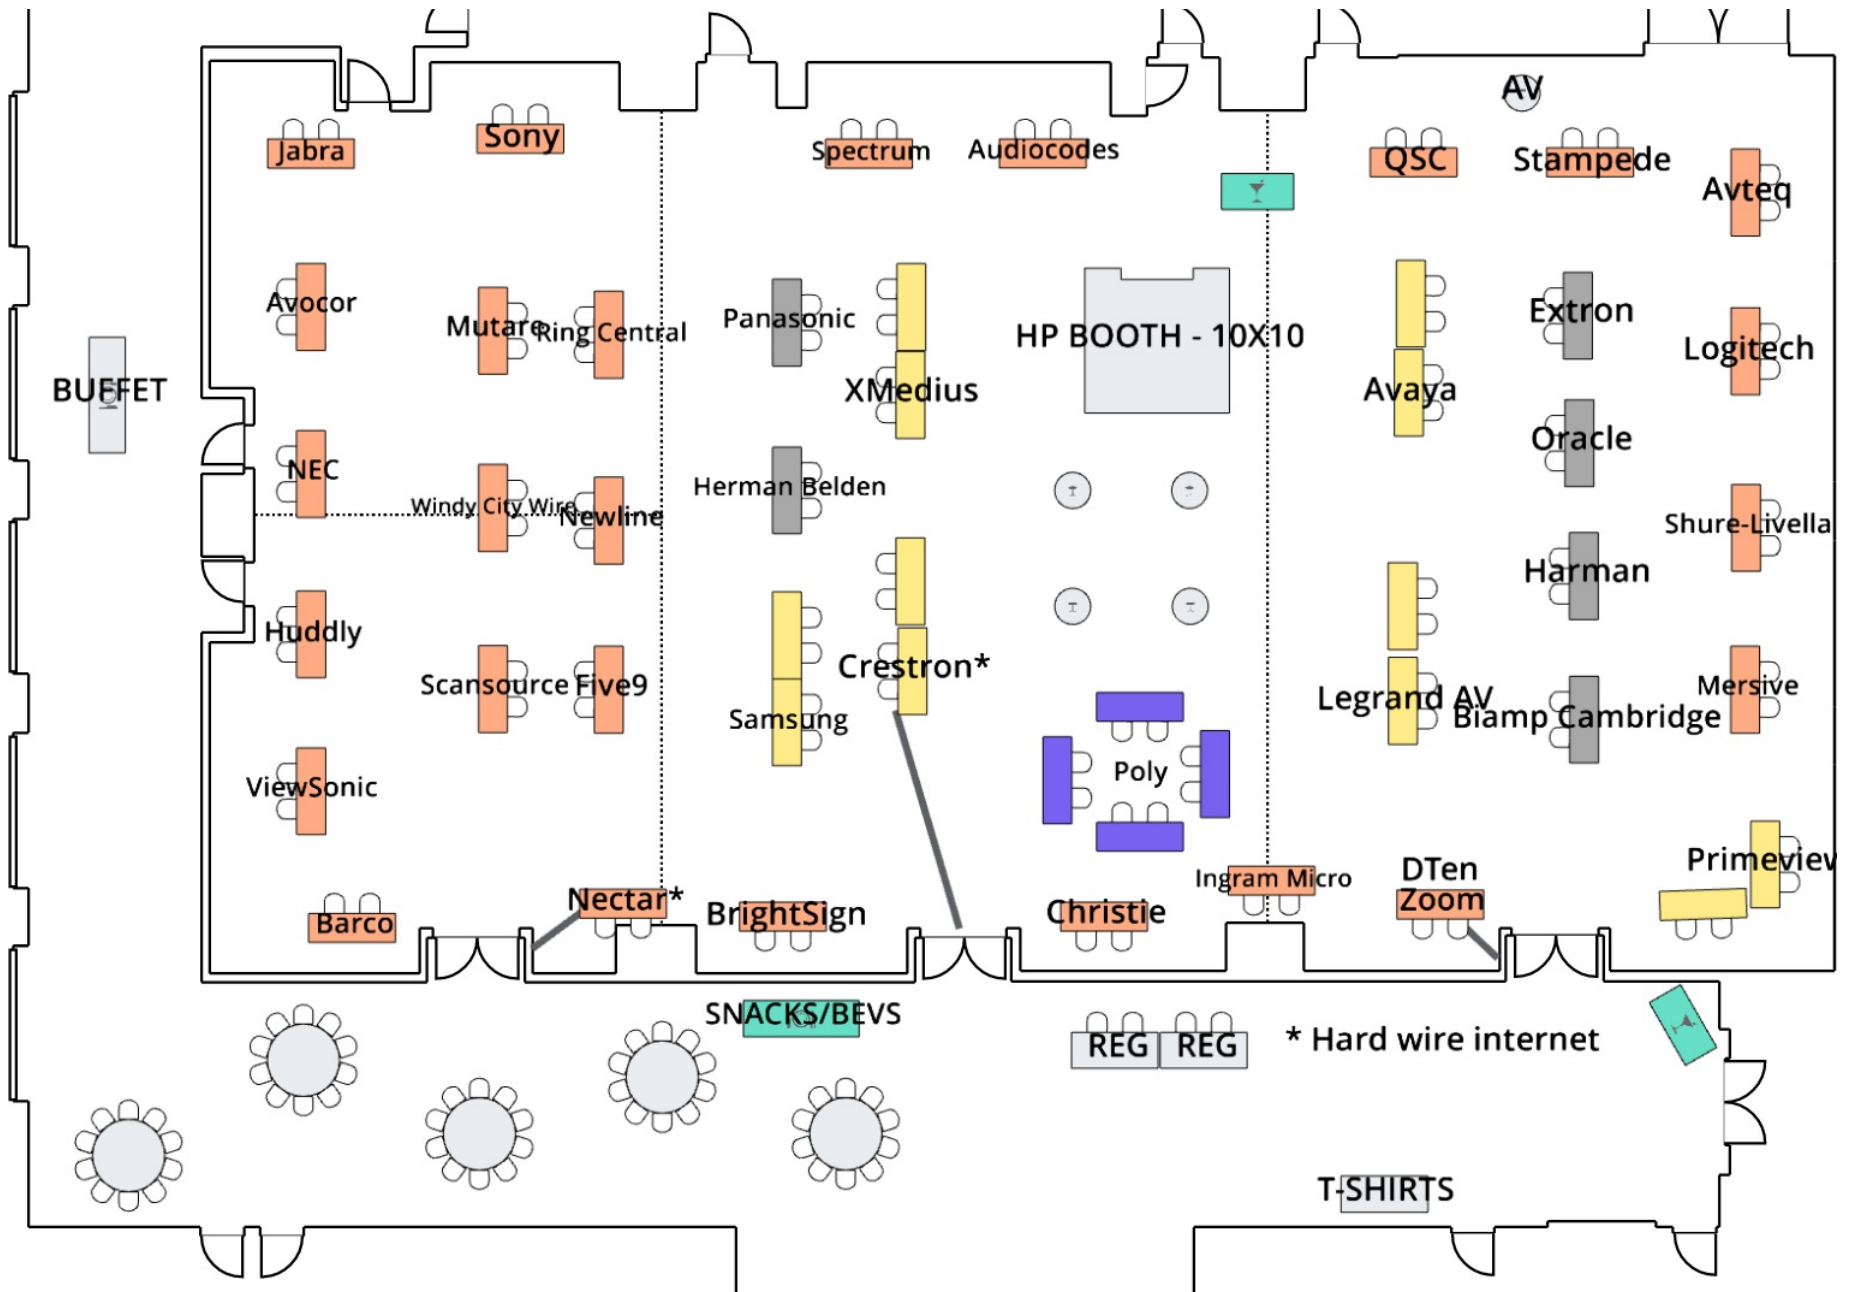 AV
Jabra
Sony
Spectrum
Audiocodes
QSC
Stampede
Avteq
Avocor
Mutare
Ring Central
Panasonic
HP BOOTH - 10X10
Extron
Logitech
BUFFET
XMedius
Avaya
Oracle
NEC
Windy City Wire
Newline
Herman Belden
Shure-Livella
Harman
Huddly
Scansource
Five9
Samsung
Crestron*
Legrand AV
Biamp Cambridge
Mersive
ViewSonic
Poly
Primeview
Barco
Nectar*
BrightSign
Christie
Ingram Micro
DTen
Zoom
SNACKS/BEVS
REG
REG
* Hard wire internet
T-SHIRTS